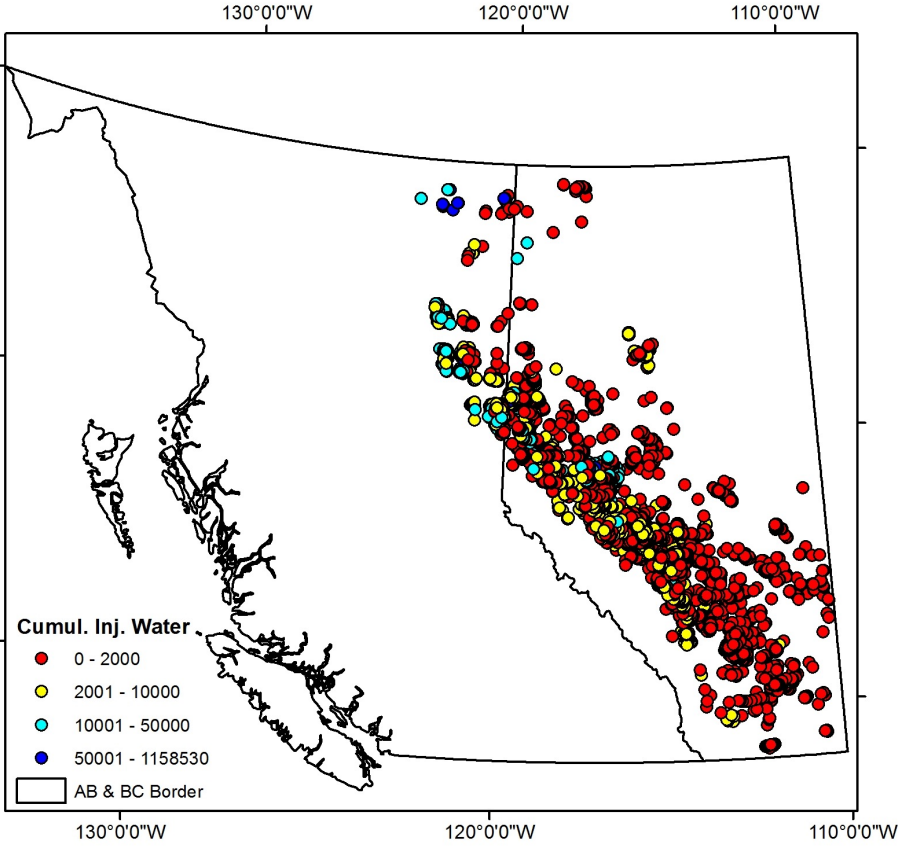 130°0'0"W 120°0'0"W 110°0'0"W
Cumul. Inj. Water
0 - 2000
2001 - 10000
10001 - 50000
50001 - 1158530
AB & BC Border
130°0'0"W 120°0'0"W 110°0'0"W